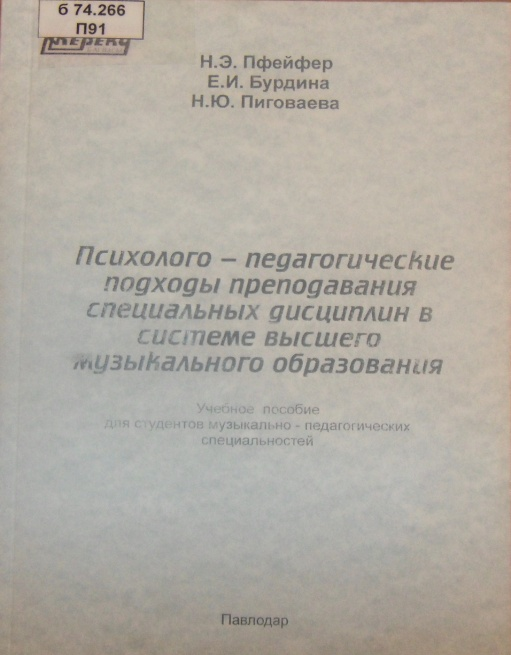 б 74.266
П91
Н.Э. Пфейфер
Е.И. Бурдина
Н.Ю. Пиговаева
Психолого – педагогические
подходы преподавания
специальных дисциплин в
системе высшего
музыкального образования
Учебное пособие
для студентов музыкально - педагогических
специальностей
Павлодар